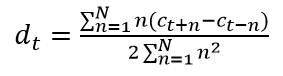 d_t = \frac{\sum_{n=1}^{N} n(c_{t+n} - c_{t-n})}{2 \sum_{n=1}^{N} n^2}